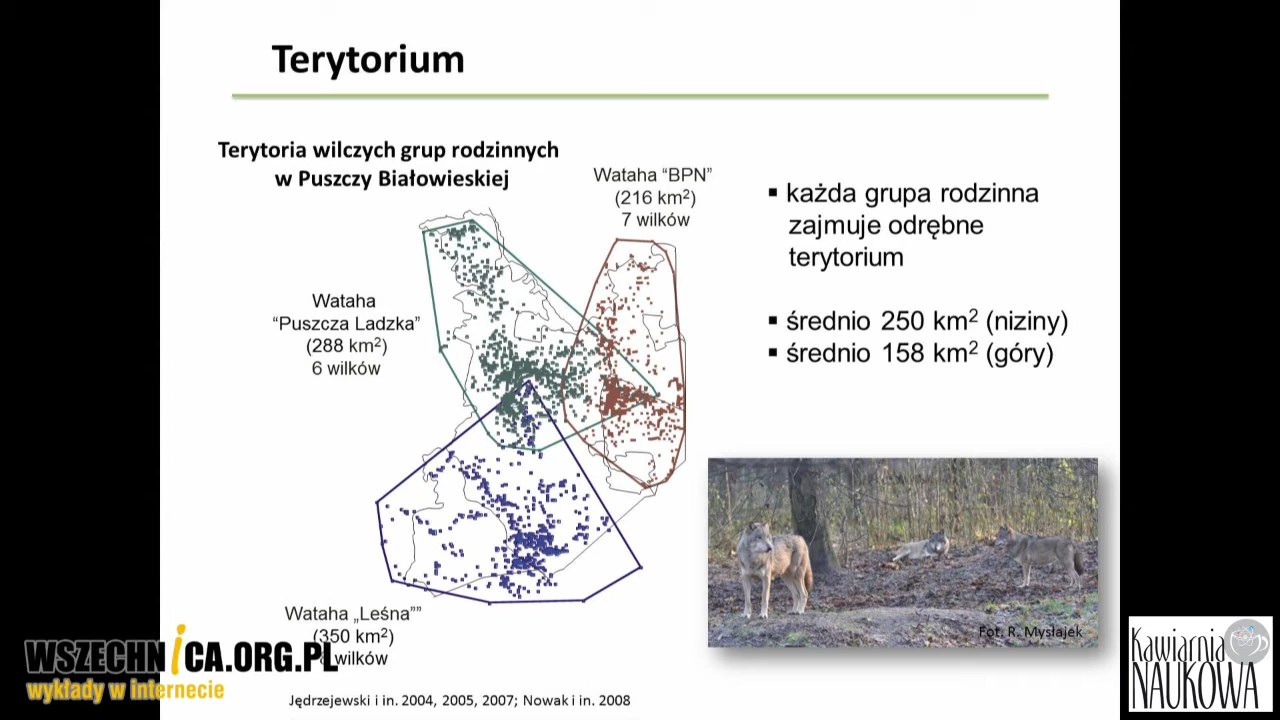 Terytorium
Terytoria wilczych grup rodzinnych
w Puszczy Białowieskiej
Wataha “BPN”
(216 km²)
7 wilków
Wataha
“Puszcza Ladzka”
(288 km²)
6 wilków
Wataha „Leśna””
(350 km²)
wilków
▪ każda grupa rodzinna
zajmuje odrębne
terytorium
▪ średnio 250 km² (niziny)
▪ średnio 158 km² (góry)
Fot. R. Mysłajek
Jędrzejewski i in. 2004, 2005, 2007; Nowak i in. 2008
WSZECHNiCA.ORG.PL
wykłady w internecie
Kawiarnia
NAUKOWA